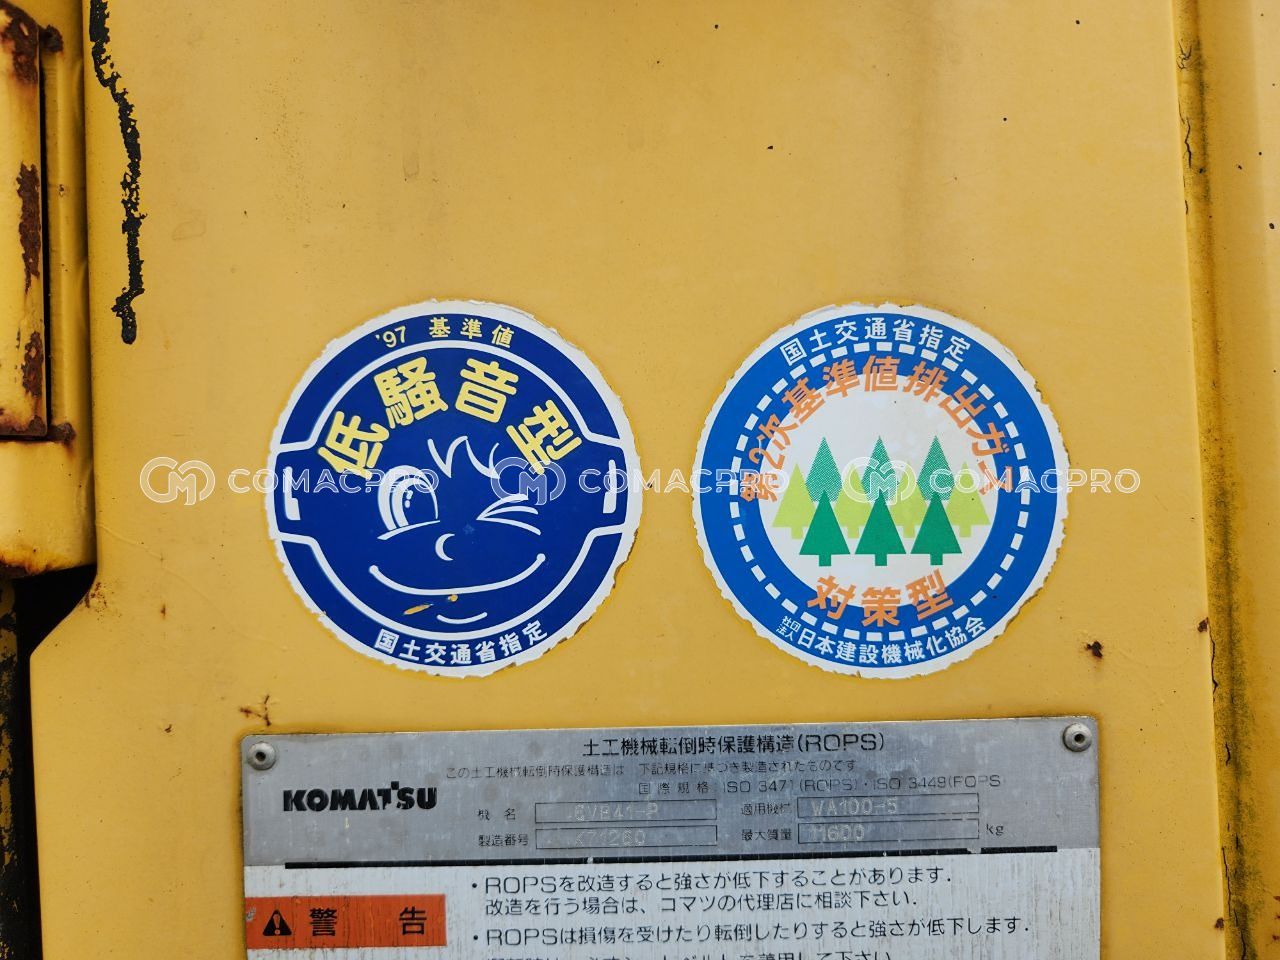 '97 基準値
低騒音型
国土交通省指定
国土交通省指定
第2次基準値排出ガス
対策型
社団法人日本建設機械化協会
COMACPRO COMACPRO COMACPRO
土工機械転倒時保護構造(ROPS)
この土工機械転倒時保護構造は 下記規格に基づき製造されたものです
国際規格 ISO 3471(ROPS)・ISO 3449(FOPS
KOMATSU
機名 適用機械 WA100-5
製造番号 K71260 最大質量 11600 kg
・ROPSを改造すると強さが低下することがあります.
改造を行う場合は、コマツの代理店に相談下さい.
警告
・ROPSは損傷を受けたり転倒したりすると強さが低下します.